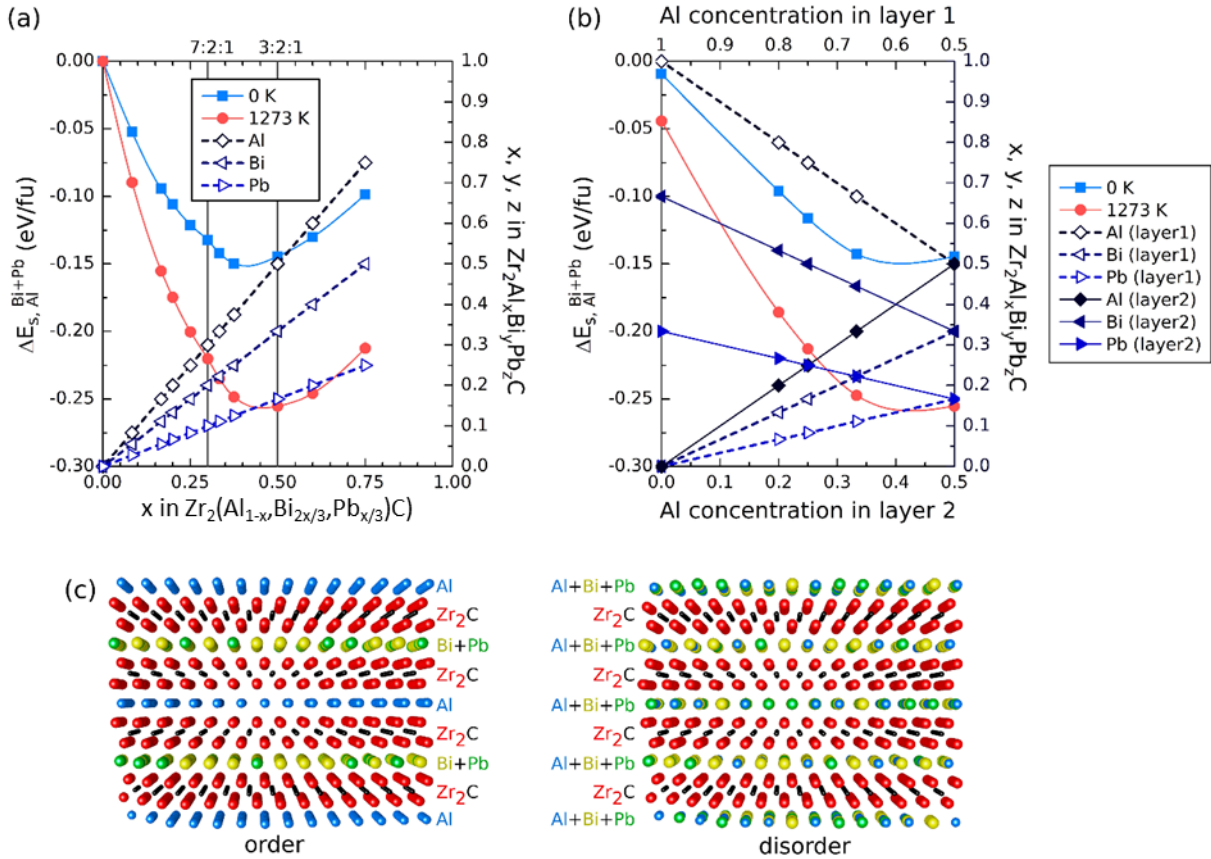 (a)
7:2:1 3:2:1
0.00
-0.05
-0.10
-0.15
-0.20
-0.25
-0.30
ΔE_{s, Al}^{Bi+Pb} (eV/fu)
0 K
1273 K
Al
Bi
Pb
1.0
0.9
0.8
0.7
0.6
0.5
0.4
0.3
0.2
0.1
0.0
x, y, z in Zr₂AlₓBi_yPb_zC
0.00 0.25 0.50 0.75 1.00
x in Zr₂(Al₁₋ₓ,Bi₂ₓ/₃,Pbₓ/₃)C)
(b)
Al concentration in layer 1
1 0.9 0.8 0.7 0.6 0.5
0.00
-0.05
-0.10
-0.15
-0.20
-0.25
-0.30
ΔE_{s, Al}^{Bi+Pb} (eV/fu)
1.0
0.9
0.8
0.7
0.6
0.5
0.4
0.3
0.2
0.1
0.0
x, y, z in Zr₂AlₓBi_yPb_zC
0.0 0.1 0.2 0.3 0.4 0.5
Al concentration in layer 2
0 K
1273 K
Al (layer1)
Bi (layer1)
Pb (layer1)
Al (layer2)
Bi (layer2)
Pb (layer2)
(c)
Al
Zr₂C
Bi+Pb
Zr₂C
Al
Zr₂C
Bi+Pb
Zr₂C
Al
order
Al+Bi+Pb
Zr₂C
Al+Bi+Pb
Zr₂C
Al+Bi+Pb
Zr₂C
Al+Bi+Pb
Zr₂C
Al+Bi+Pb
disorder